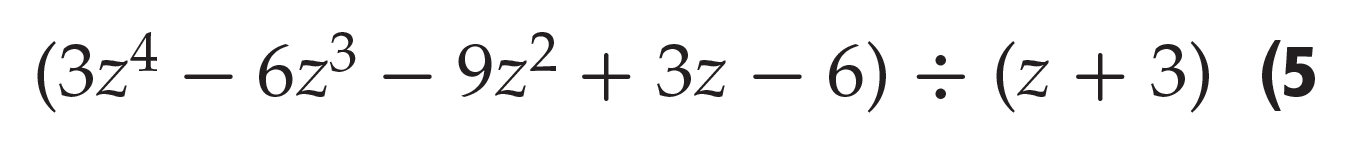 (3z⁴ − 6z³ − 9z² + 3z − 6) ÷ (z + 3) (5